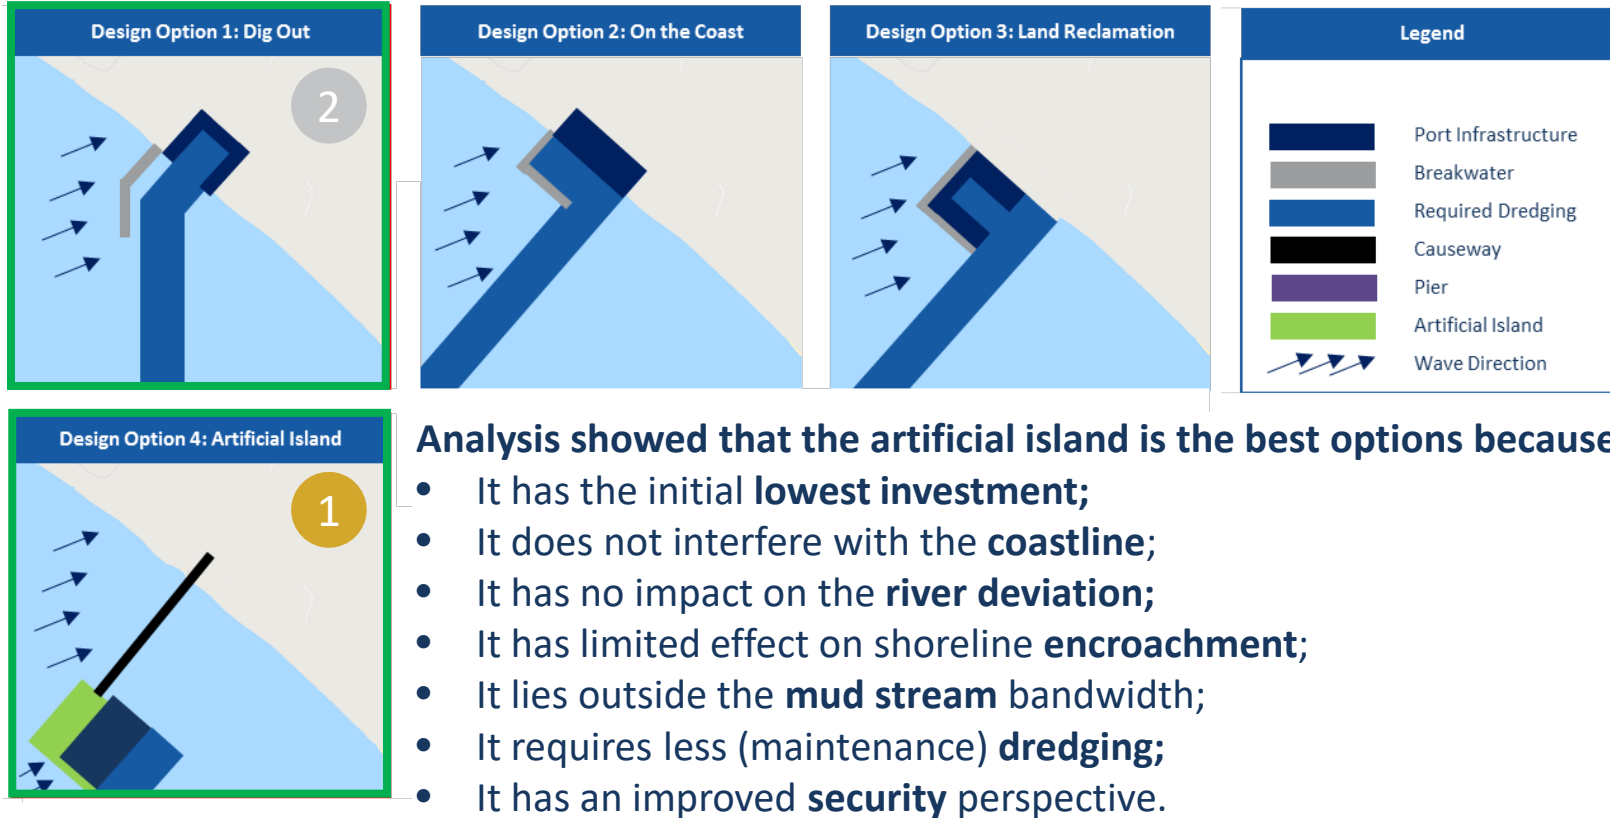 Design Option 1: Dig Out
2
Design Option 2: On the Coast
Design Option 3: Land Reclamation
Legend
Port Infrastructure
Breakwater
Required Dredging
Causeway
Pier
Artificial Island
Wave Direction
Design Option 4: Artificial Island
1
Analysis showed that the artificial island is the best options because
• It has the initial lowest investment;
• It does not interfere with the coastline;
• It has no impact on the river deviation;
• It has limited effect on shoreline encroachment;
• It lies outside the mud stream bandwidth;
• It requires less (maintenance) dredging;
• It has an improved security perspective.